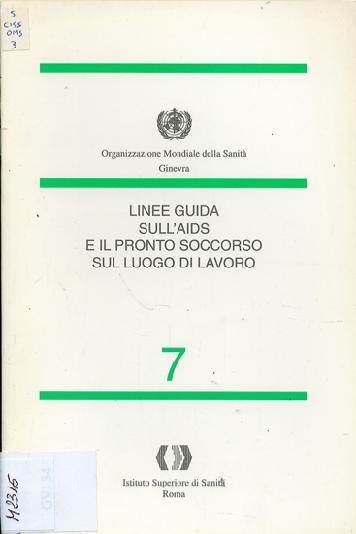 S
CISS
OMS
3
Organizzazione Mondiale della Sanità
Ginevra
LINEE GUIDA
SULL'AIDS
E IL PRONTO SOCCORSO
SUL LUOGO DI LAVORO
7
Istituto Superiore di Sanità
Roma
M2315